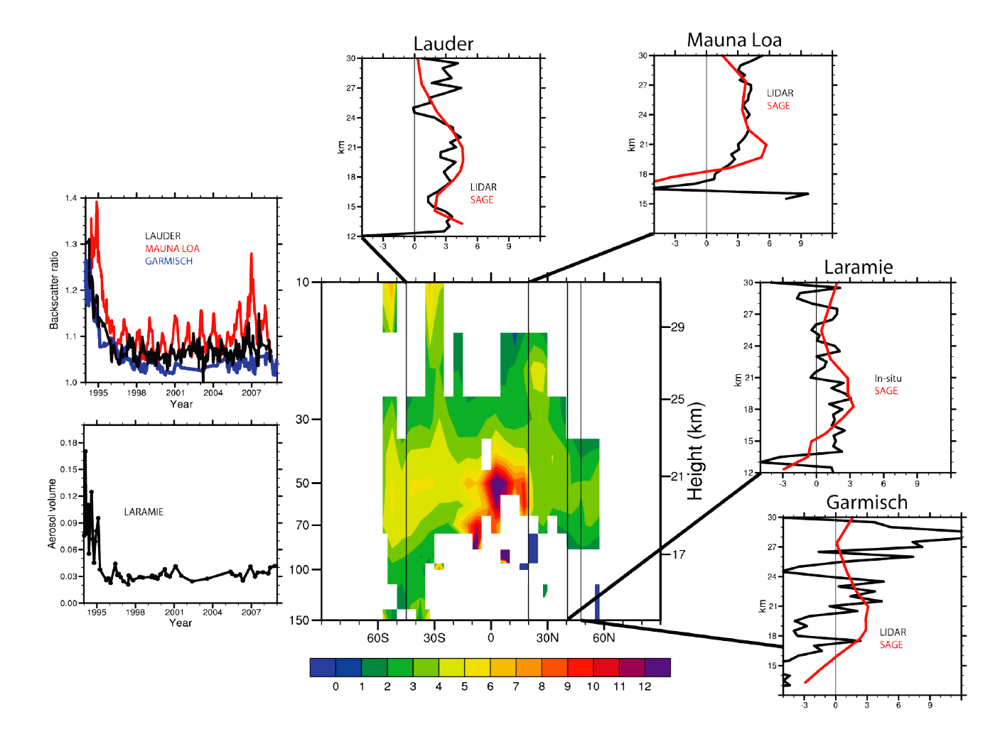 Lauder
30
27
24
21
18
15
12
km
LIDAR
SAGE
-3 0 3 6 9
Mauna Loa
30
27
24
21
18
15
km
LIDAR
SAGE
-3 0 3 6 9
1.4
1.3
1.2
1.1
1.0
Backscatter ratio
LAUDER
MAUNA LOA
GARMISCH
1995 1998 2001 2004 2007
Year
0.18
0.15
0.12
0.09
0.06
0.03
0.00
Aerosol volume
LARAMIE
1995 1998 2001 2004 2007
Year
10
30
50
70
100
150
29
25
21
17
Height (km)
60S 30S 0 30N 60N
0 1 2 3 4 5 6 7 8 9 10 11 12
Laramie
30
27
24
21
18
15
12
km
In-situ
SAGE
-3 0 3 6 9
Garmisch
30
27
24
21
18
15
km
LIDAR
SAGE
-3 0 3 6 9